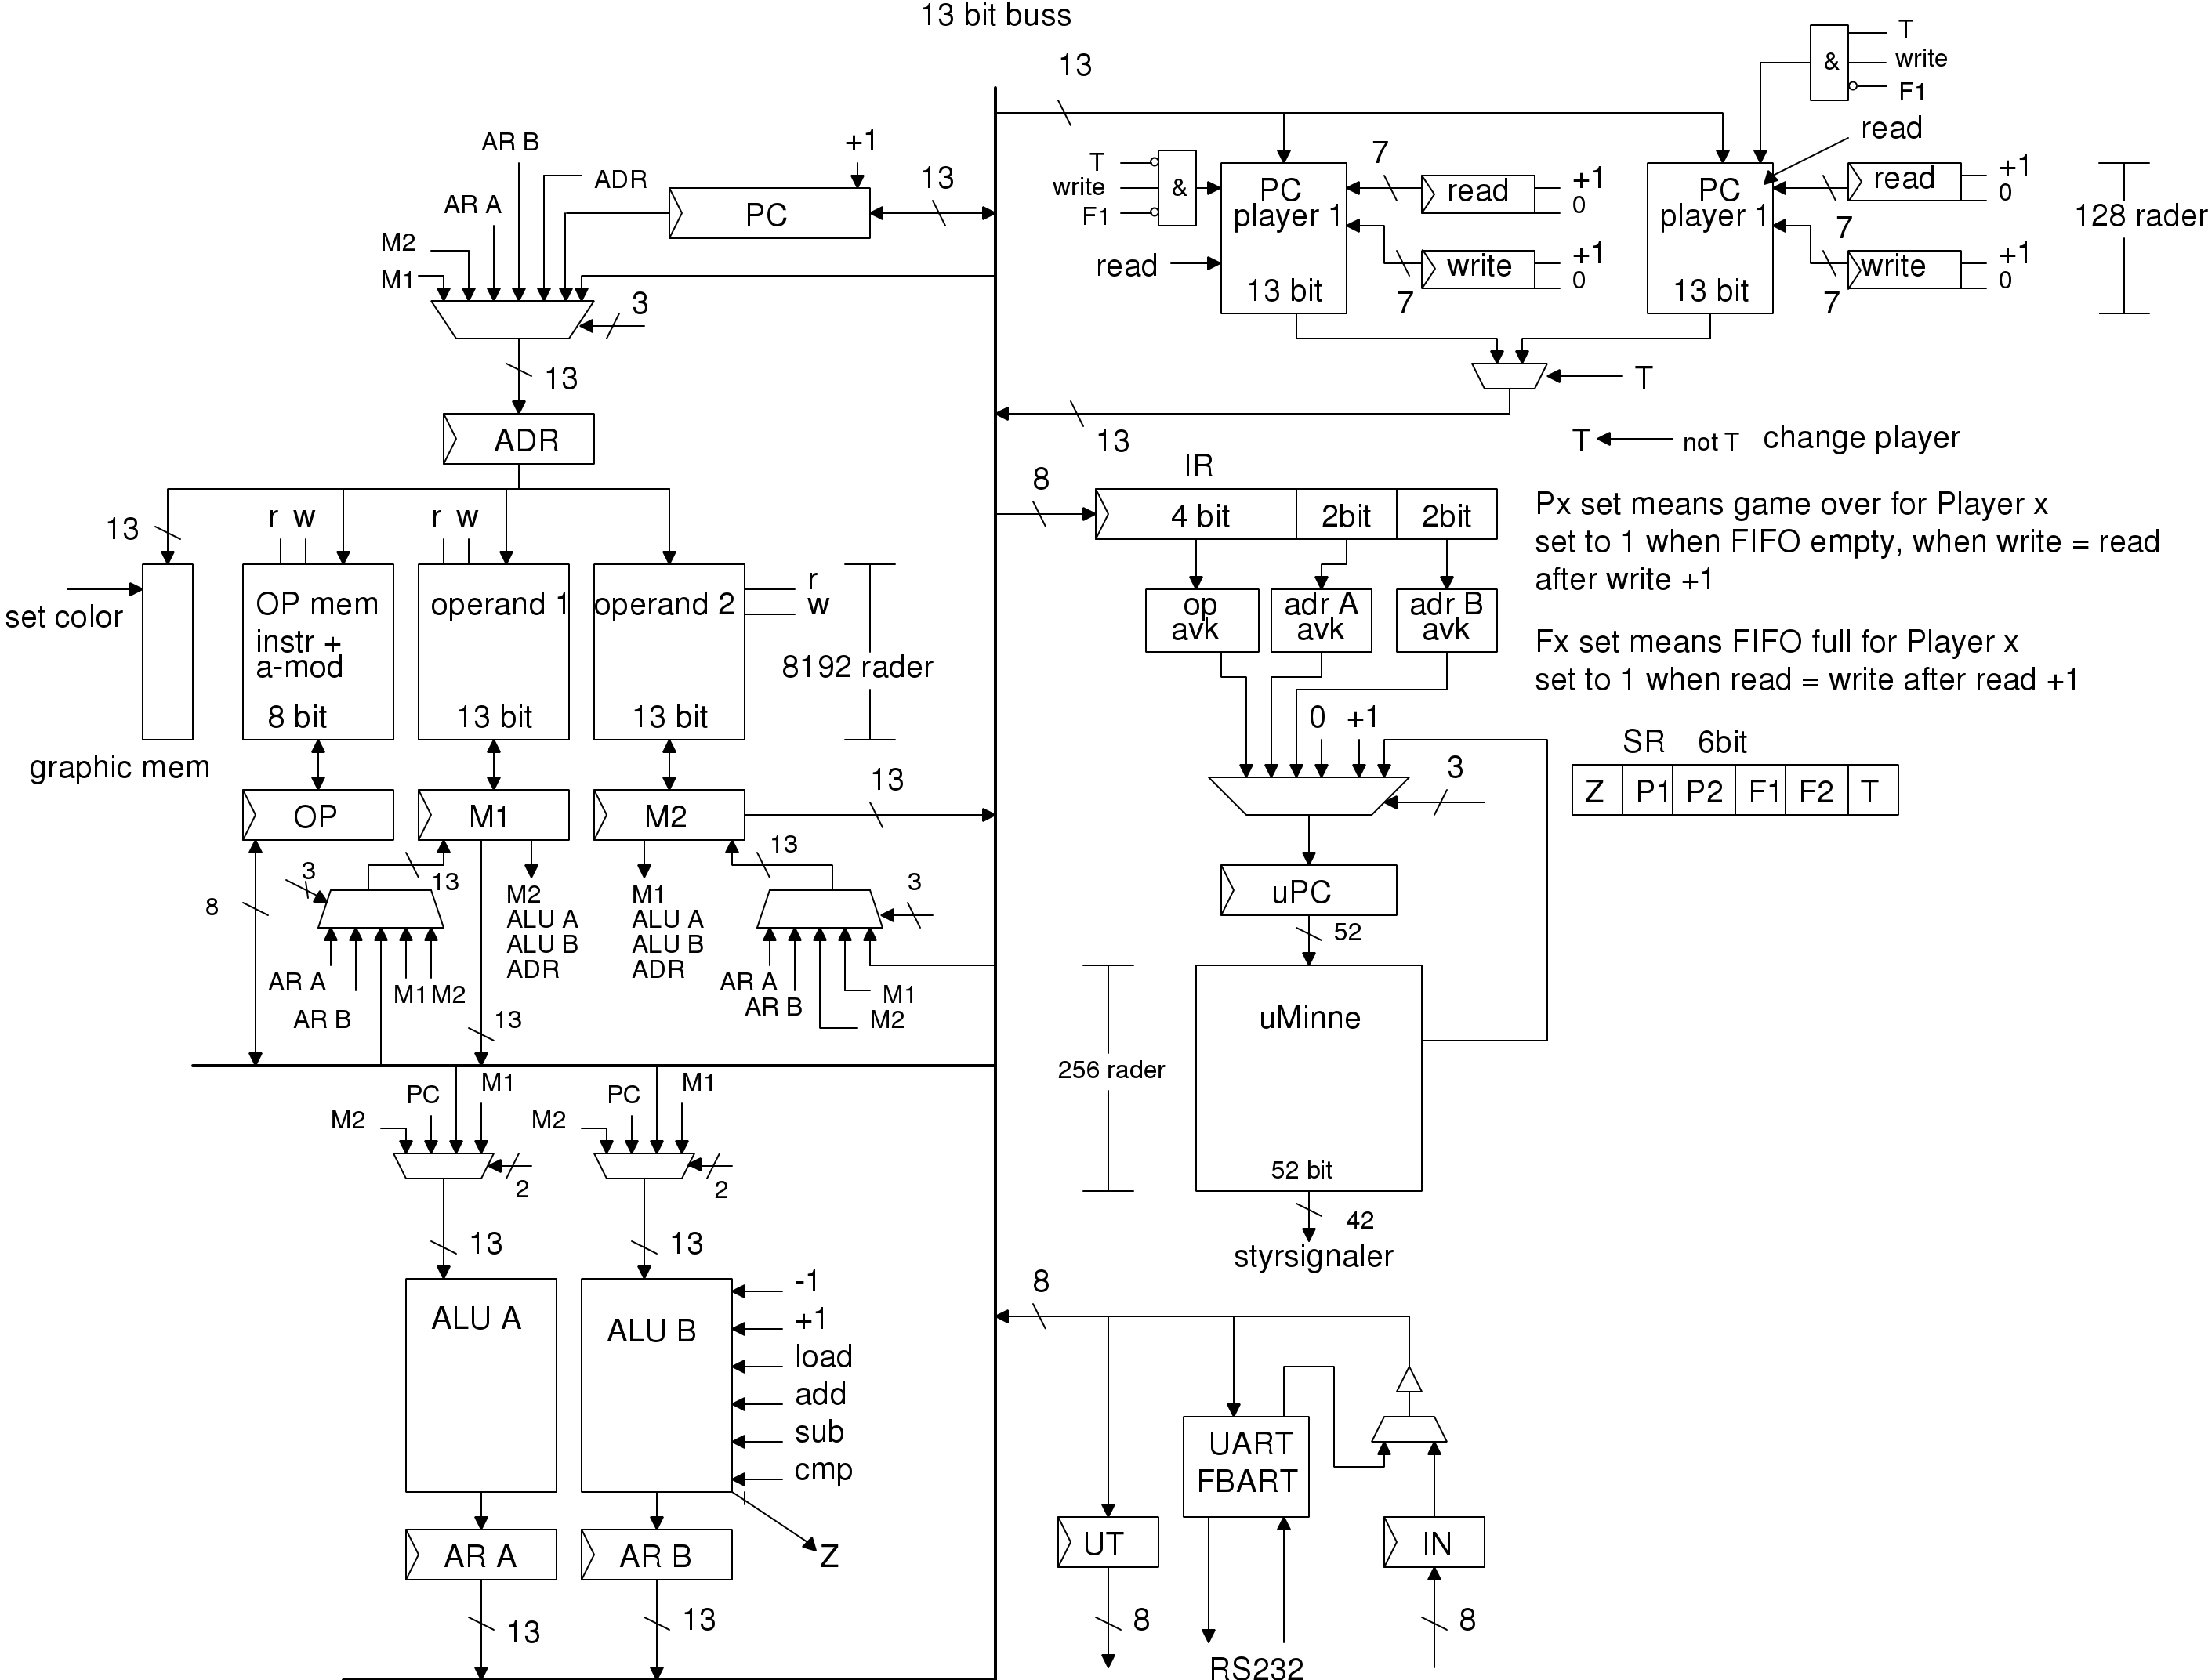 13 bit buss
13
T
write
F1
&
read
AR B
+1
ADR
AR A
13
PC
M2
M1
3
13
ADR
T
write
F1
&
read
PC
player 1
13 bit
7
read
+1
0
write
+1
0
7
PC
player 1
13 bit
read
+1
0
7
write
+1
0
7
128 rader
T
13
T
not T
change player
IR
8
4 bit
2bit
2bit
op
avk
adr A
avk
adr B
avk
Px set means game over for Player x
set to 1 when FIFO empty, when write = read
after write +1
Fx set means FIFO full for Player x
set to 1 when read = write after read +1
SR 6bit
Z P1 P2 F1 F2 T
13
r w
r w
set color
graphic mem
OP mem
instr +
a-mod
8 bit
operand 1
13 bit
operand 2
13 bit
r
w
8192 rader
OP
M1
M2
13
8
3
13
AR A
AR B
M1
M2
13
M2
ALU A
ALU B
ADR
M1
ALU A
ALU B
ADR
13
3
AR A
AR B
M1
M2
0
+1
3
uPC
52
uMinne
256 rader
52 bit
42
styrsignaler
M2
PC
M1
2
13
M2
PC
M1
2
13
ALU A
ALU B
-1
+1
load
add
sub
cmp
Z
AR A
AR B
13
13
8
UART
FBART
UT
IN
8
RS232
8